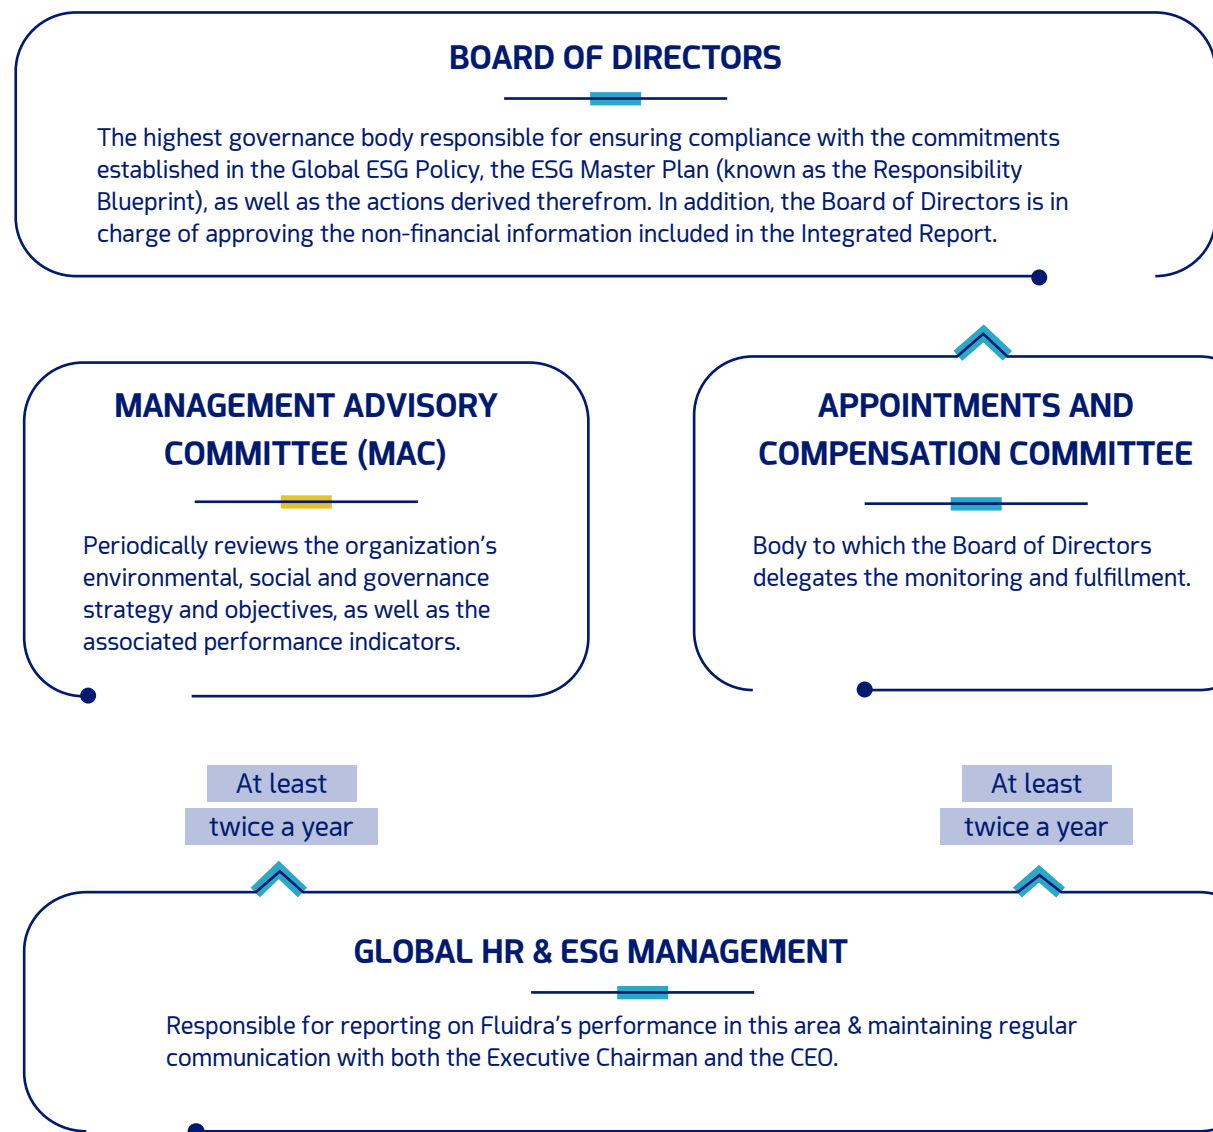 BOARD OF DIRECTORS
The highest governance body responsible for ensuring compliance with the commitments
established in the Global ESG Policy, the ESG Master Plan (known as the Responsibility
Blueprint), as well as the actions derived therefrom. In addition, the Board of Directors is in
charge of approving the non-financial information included in the Integrated Report.
MANAGEMENT ADVISORY
COMMITTEE (MAC)
Periodically reviews the organization's
environmental, social and governance
strategy and objectives, as well as the
associated performance indicators.
APPOINTMENTS AND
COMPENSATION COMMITTEE
Body to which the Board of Directors
delegates the monitoring and fulfillment.
At least
twice a year
At least
twice a year
GLOBAL HR & ESG MANAGEMENT
Responsible for reporting on Fluidra's performance in this area & maintaining regular
communication with both the Executive Chairman and the CEO.